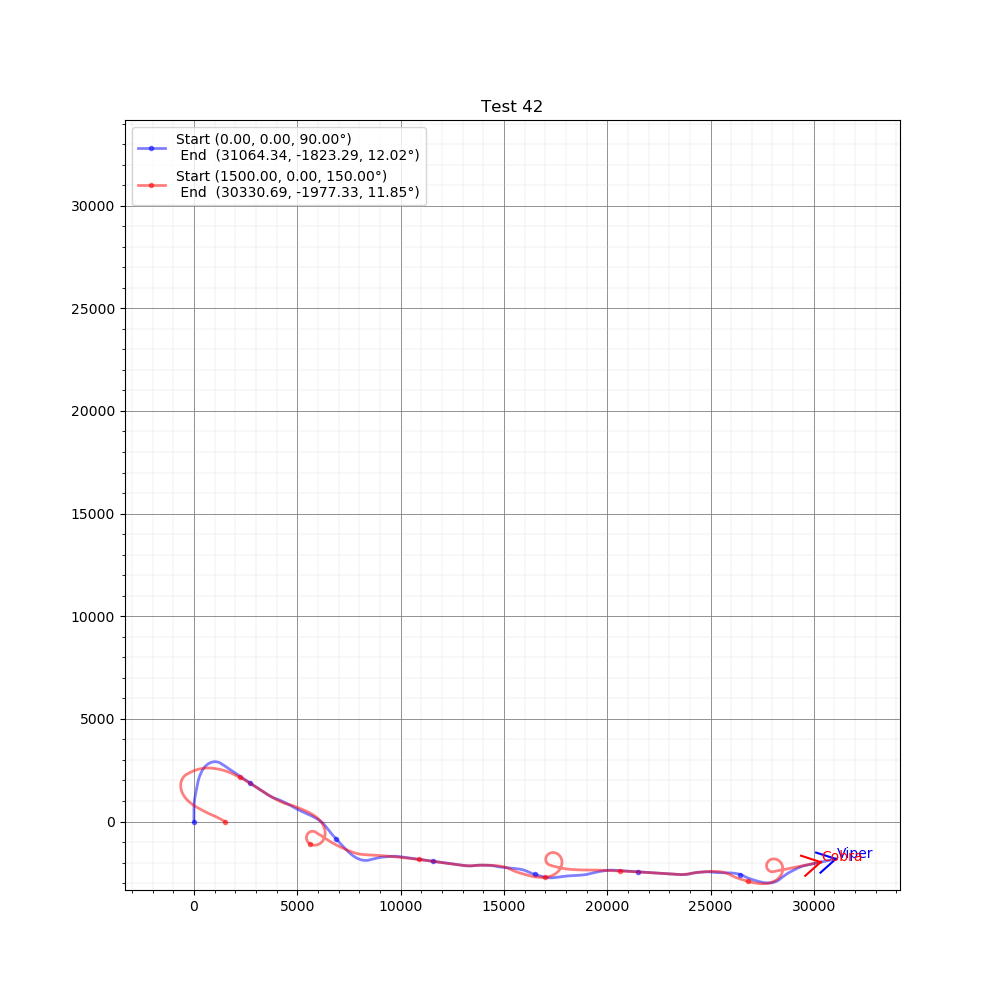 Test 42
Start (0.00, 0.00, 90.00°)
End  (31064.34, -1823.29, 12.02°)
Start (1500.00, 0.00, 150.00°)
End  (30330.69, -1977.33, 11.85°)
30000
25000
20000
15000
10000
5000
0
Viper
Cobra
0 5000 10000 15000 20000 25000 30000